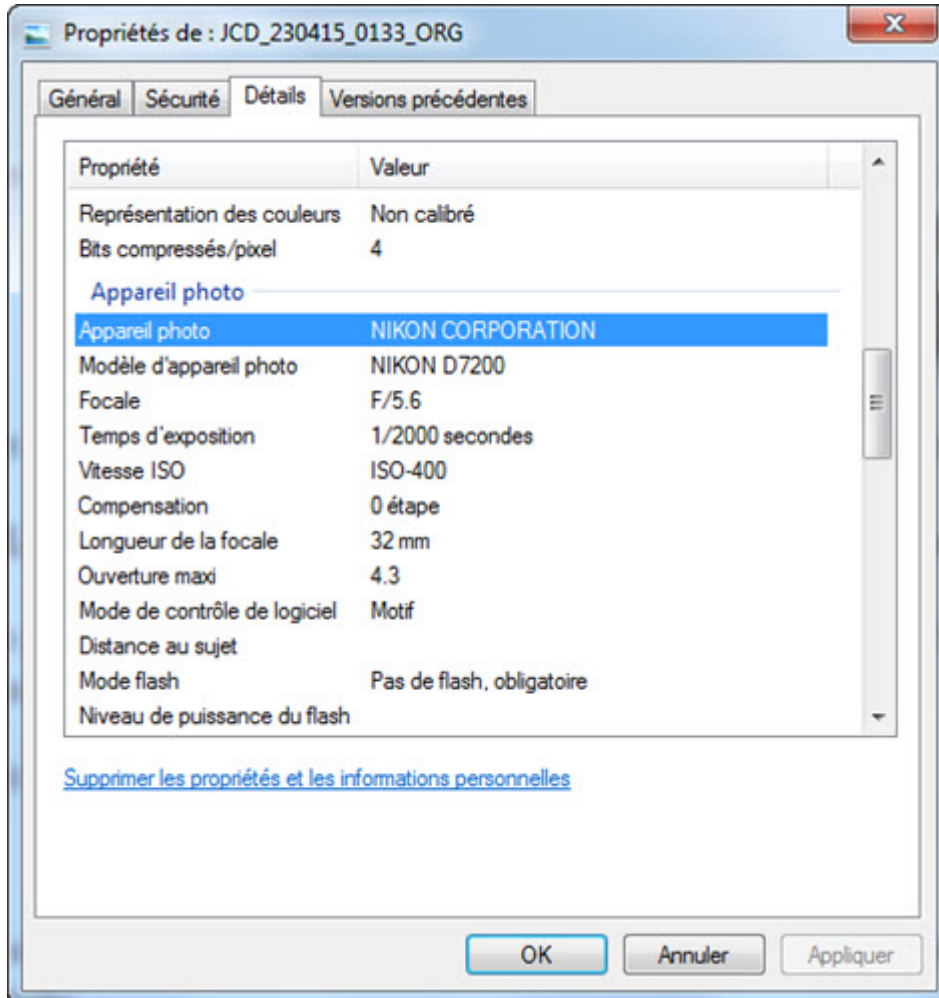 Propriétés de : JCD_230415_0133_ORG
Général Sécurité Détails Versions précédentes
Propriété Valeur
Représentation des couleurs Non calibré
Bits compressés/pixel 4
Appareil photo
Appareil photo NIKON CORPORATION
Modèle d'appareil photo NIKON D7200
Focale F/5.6
Temps d'exposition 1/2000 secondes
Vitesse ISO ISO-400
Compensation 0 étape
Longueur de la focale 32 mm
Ouverture maxi 4.3
Mode de contrôle de logiciel Motif
Distance au sujet
Mode flash Pas de flash, obligatoire
Niveau de puissance du flash
Supprimer les propriétés et les informations personnelles
OK Annuler Appliquer